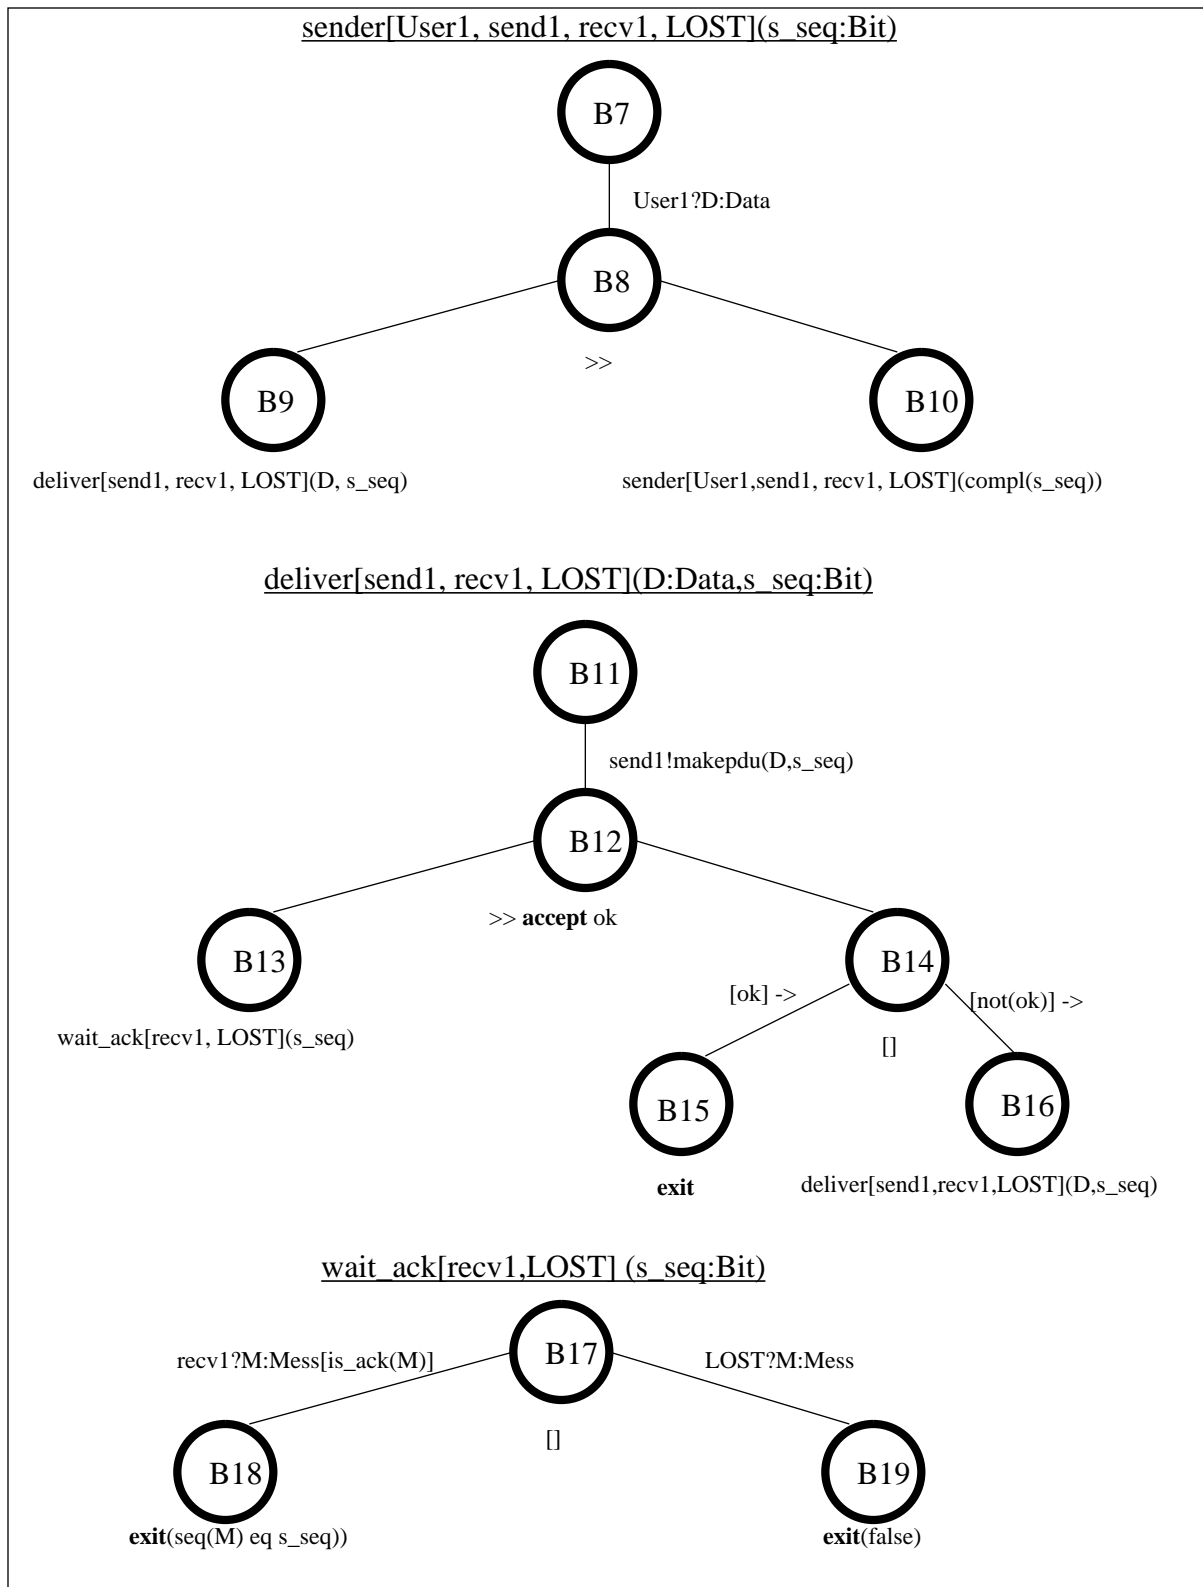 sender[User1, send1, recv1, LOST](s_seq:Bit)
B7
User1?D:Data
B8
>>
B9
B10
deliver[send1, recv1, LOST](D, s_seq)
sender[User1,send1, recv1, LOST](compl(s_seq))
deliver[send1, recv1, LOST](D:Data,s_seq:Bit)
B11
send1!makepdu(D,s_seq)
B12
>> accept ok
B13
B14
wait_ack[recv1, LOST](s_seq)
[ok] ->
[not(ok)] ->
[]
B15
B16
exit
deliver[send1,recv1,LOST](D,s_seq)
wait_ack[recv1,LOST] (s_seq:Bit)
recv1?M:Mess[is_ack(M)]
B17
LOST?M:Mess
[]
B18
B19
exit(seq(M) eq s_seq))
exit(false)